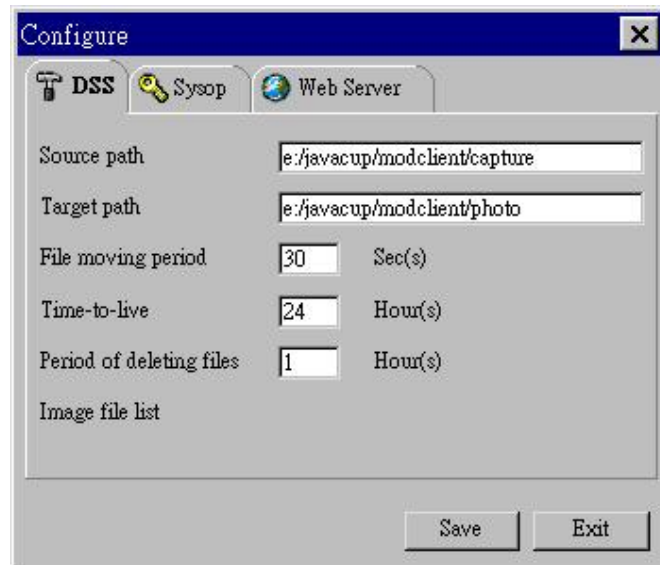 Configure
DSS Sysop Web Server
Source path e:/javacup/modclient/capture
Target path e:/javacup/modclient/photo
File moving period 30 Sec(s)
Time-to-live 24 Hour(s)
Period of deleting files 1 Hour(s)
Image file list
Save Exit